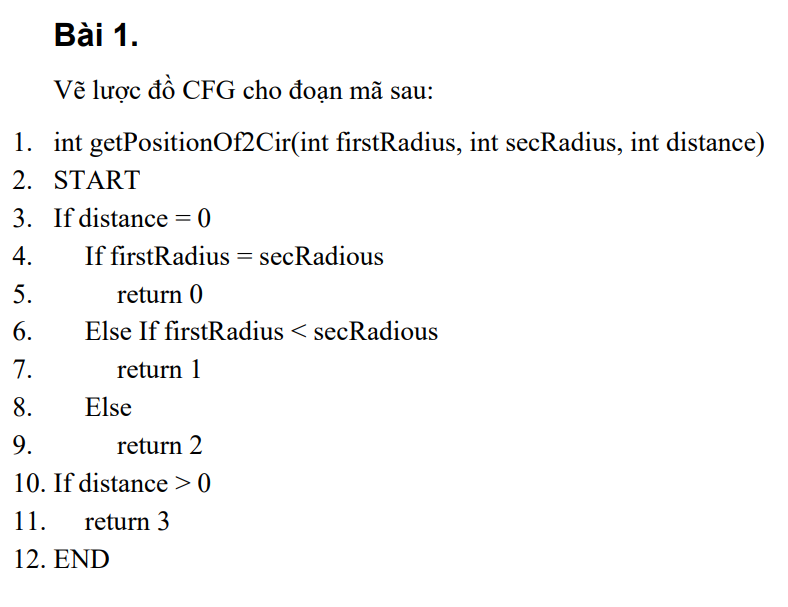 Bài 1.
Vẽ lược đồ CFG cho đoạn mã sau:
1. int getPositionOf2Cir(int firstRadius, int secRadius, int distance)
2. START
3. If distance = 0
4. If firstRadius = secRadious
5. return 0
6. Else If firstRadius < secRadious
7. return 1
8. Else
9. return 2
10. If distance > 0
11. return 3
12. END